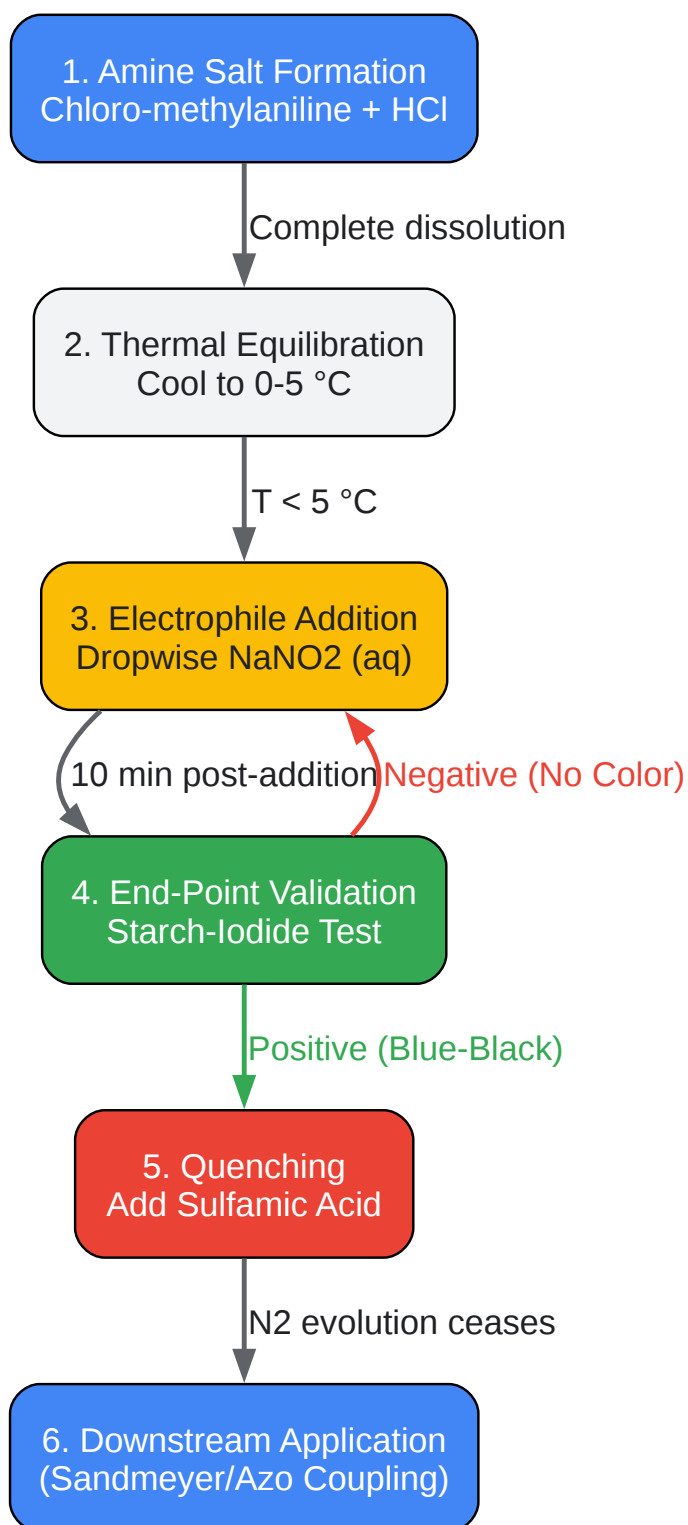 1. Amine Salt Formation
Chloro-methylaniline + HCl
Complete dissolution
2. Thermal Equilibration
Cool to 0-5 °C
T < 5 °C
3. Electrophile Addition
Dropwise NaNO2 (aq)
10 min post-addition
Negative (No Color)
4. End-Point Validation
Starch-Iodide Test
Positive (Blue-Black)
5. Quenching
Add Sulfamic Acid
N2 evolution ceases
6. Downstream Application
(Sandmeyer/Azo Coupling)